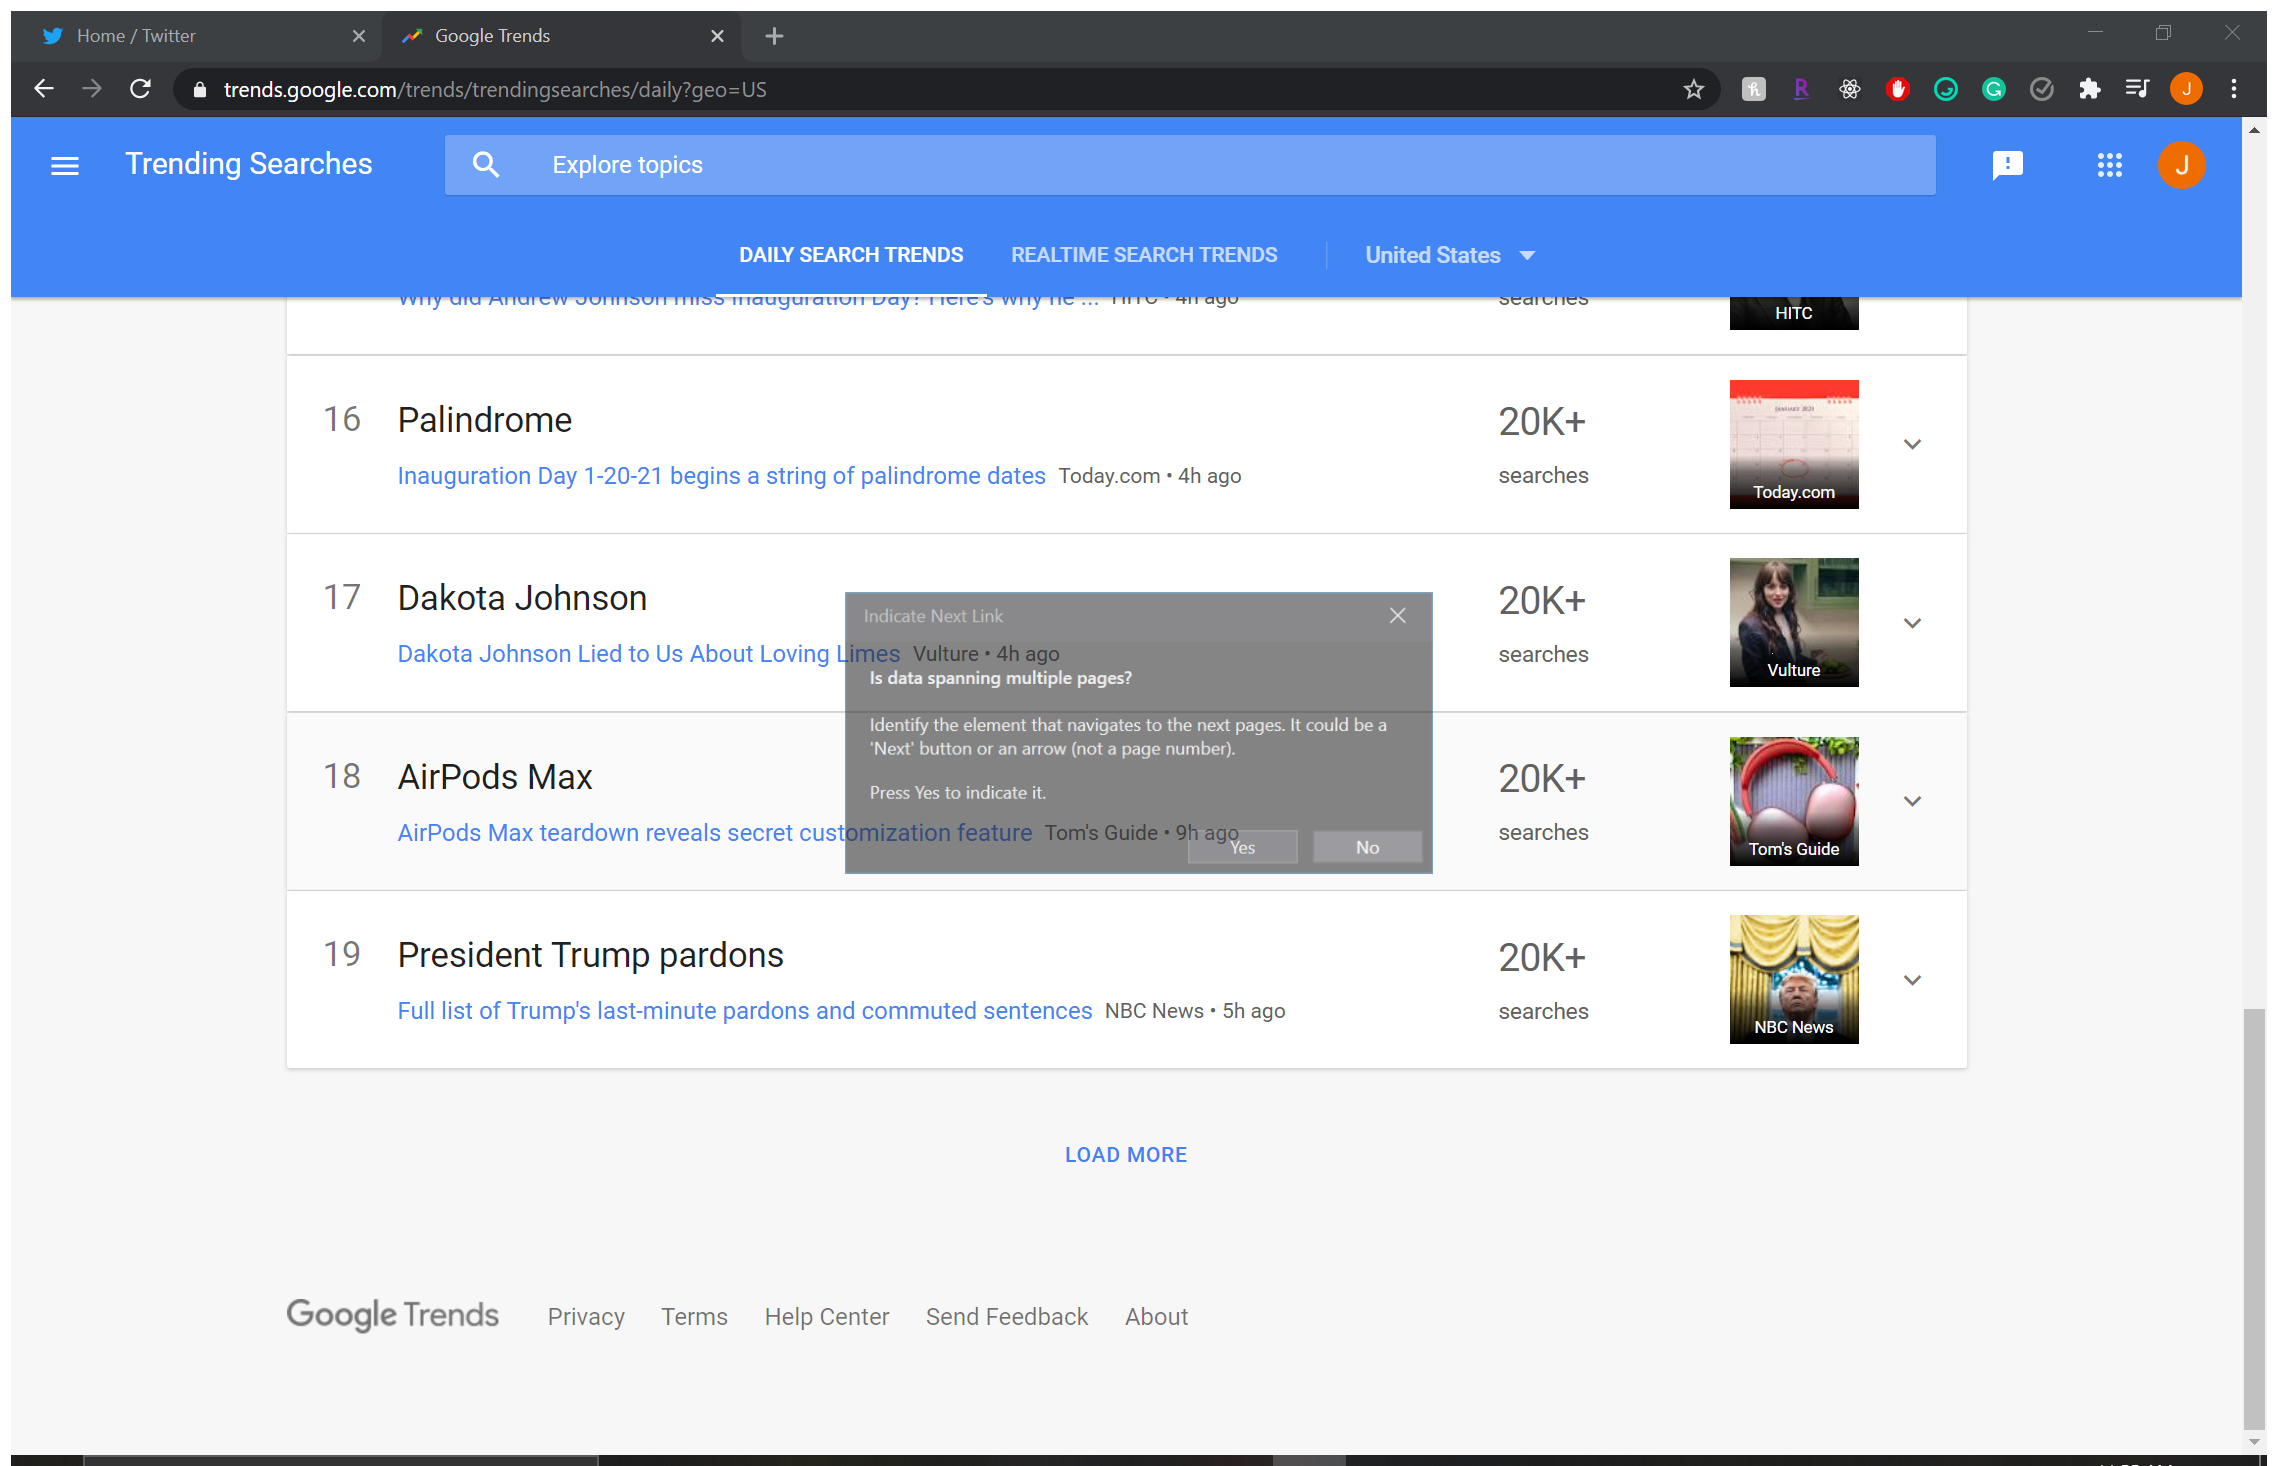 Home / Twitter
Google Trends
trends.google.com/trends/trendingsearches/daily?geo=US
J
Trending Searches
Explore topics
J
DAILY SEARCH TRENDS
REALTIME SEARCH TRENDS
United States
Why did Andrew Johnson miss Inauguration Day? Here's why he ... HITC • 4h ago
searches
HITC
16
Palindrome
20K+
Inauguration Day 1-20-21 begins a string of palindrome dates Today.com • 4h ago
searches
JANUARY 2021
Today.com
17
Dakota Johnson
20K+
Dakota Johnson Lied to Us About Loving Limes Vulture • 4h ago
searches
Vulture
Indicate Next Link
Is data spanning multiple pages?
Identify the element that navigates to the next pages. It could be a
'Next' button or an arrow (not a page number).
Press Yes to indicate it.
Yes
No
18
AirPods Max
20K+
AirPods Max teardown reveals secret customization feature Tom's Guide • 9h ago
searches
Tom's Guide
19
President Trump pardons
20K+
Full list of Trump's last-minute pardons and commuted sentences NBC News • 5h ago
searches
NBC News
LOAD MORE
Google Trends
Privacy
Terms
Help Center
Send Feedback
About